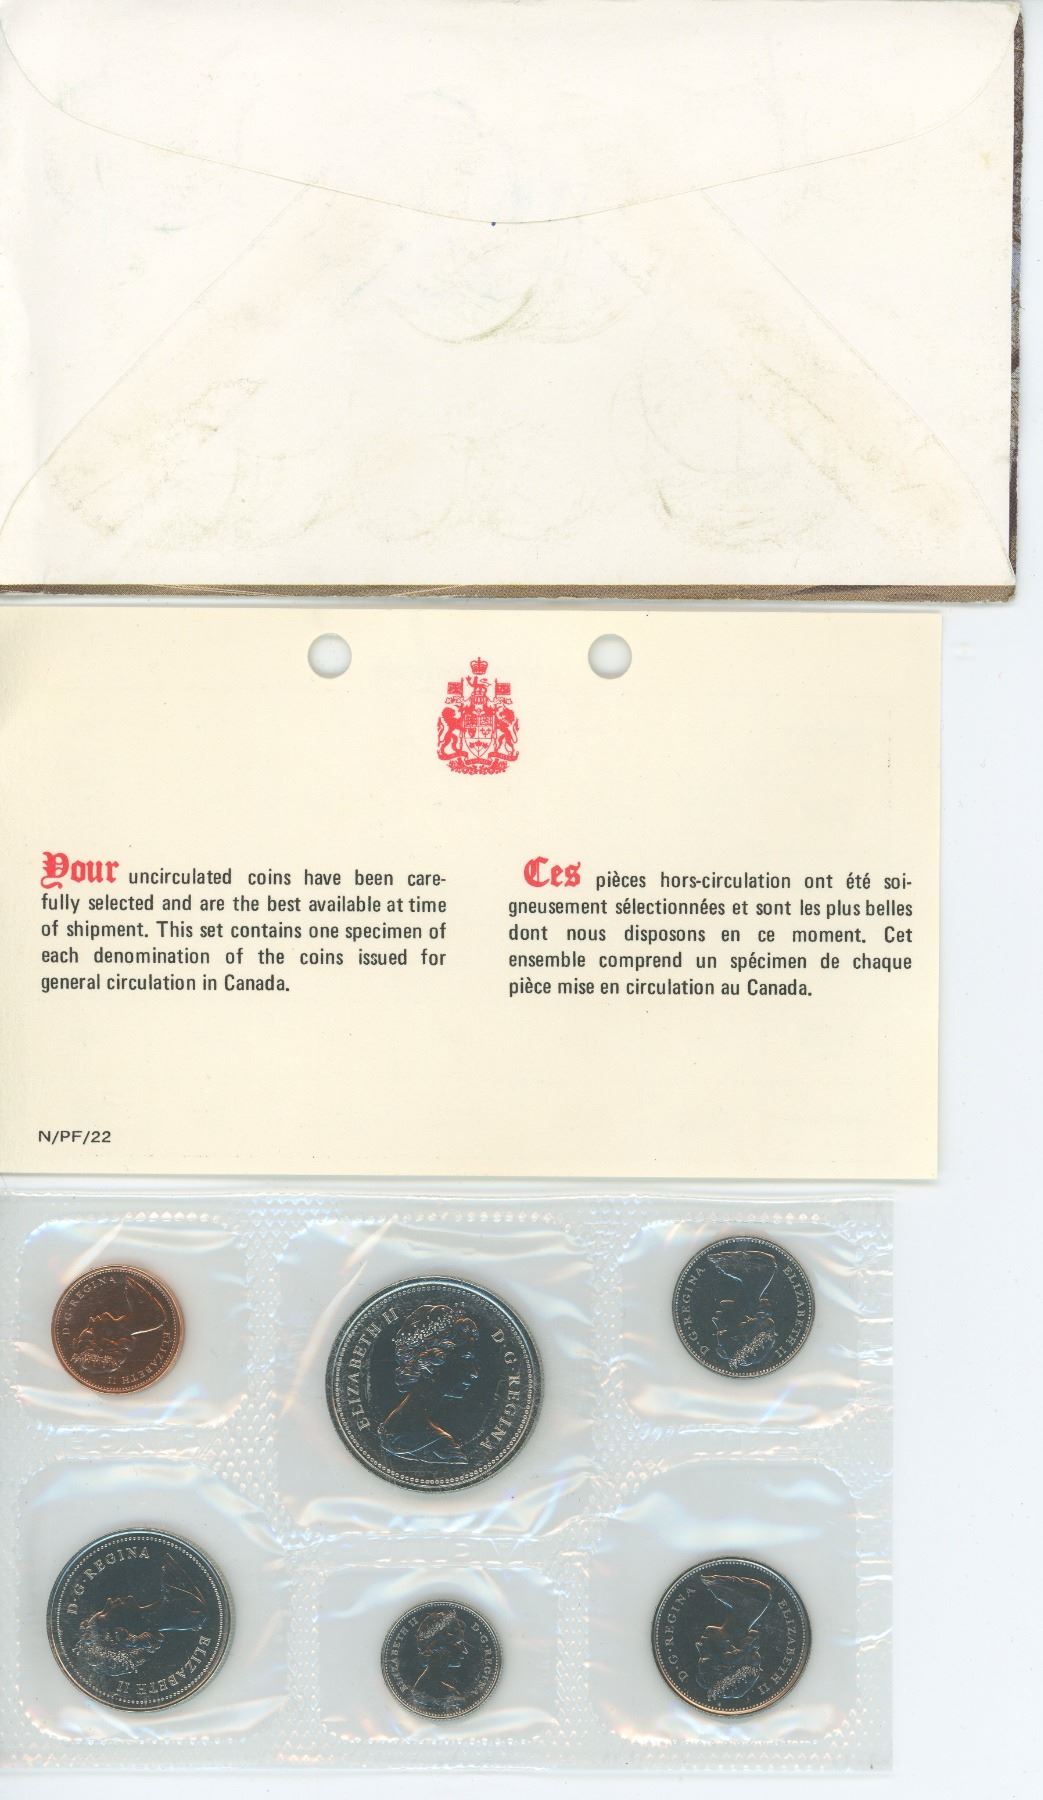 Your uncirculated coins have been care-
fully selected and are the best available at time
of shipment. This set contains one specimen of
each denomination of the coins issued for
general circulation in Canada.
Ces pièces hors-circulation ont été soi-
gneusement sélectionnées et sont les plus belles
dont nous disposons en ce moment. Cet
ensemble comprend un spécimen de chaque
pièce mise en circulation au Canada.
N/PF/22
ELIZABETH II D·G·REGINA
ELIZABETH II D·G·REGINA
ELIZABETH II D·G·REGINA
ELIZABETH II D·G·REGINA
ELIZABETH II D·G·REGINA
ELIZABETH II D·G·REGINA